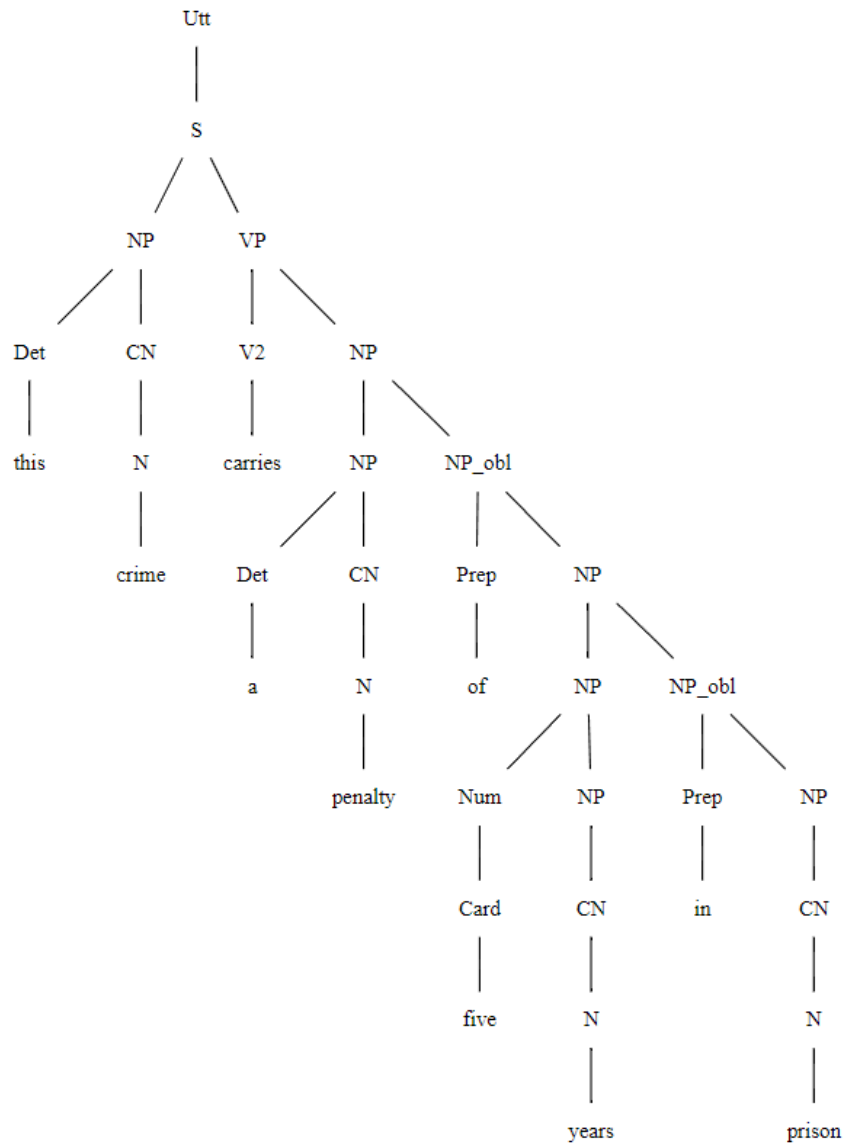 Utt
S
NP VP
Det CN V2 NP
this N carries NP NP_obl
crime Det CN Prep NP
a N of NP NP_obl
penalty Num NP Prep NP
Card CN in CN
five N N
years prison